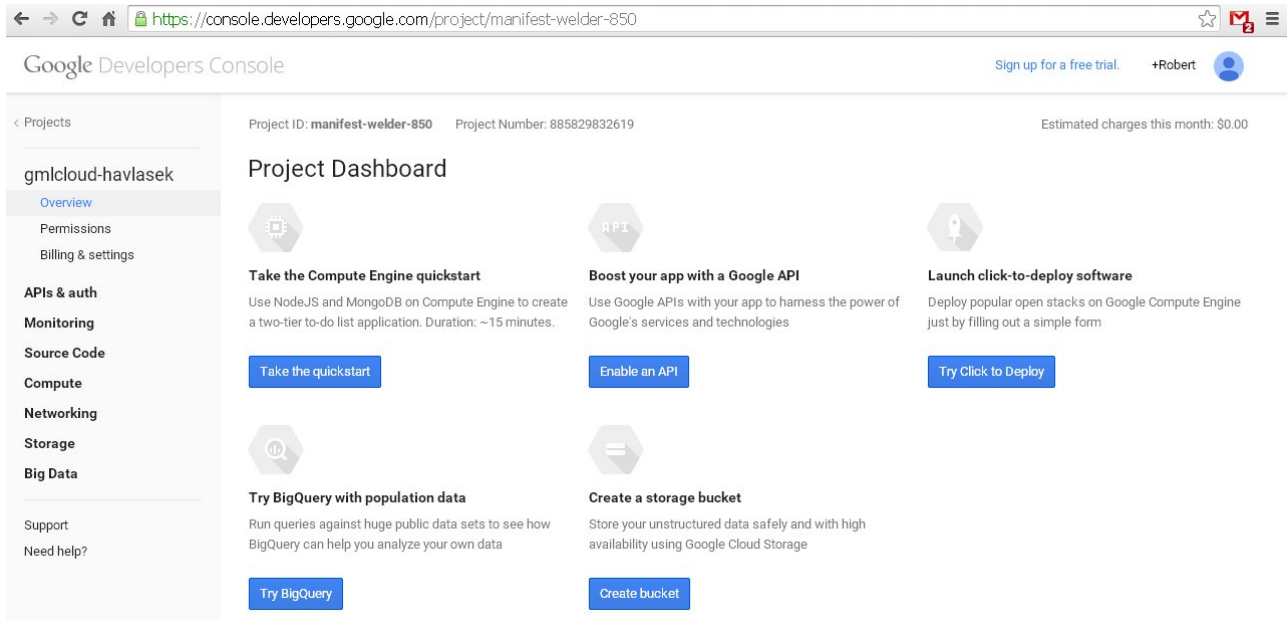 https://console.developers.google.com/project/manifest-welder-850
2
Google Developers Console
Sign up for a free trial.
+Robert
Projects
gmlcloud-havlasek
Overview
Permissions
Billing & settings
APIs & auth
Monitoring
Source Code
Compute
Networking
Storage
Big Data
Support
Need help?
Project ID: manifest-welder-850
Project Number: 885829832619
Estimated charges this month: $0.00
Project Dashboard
Take the Compute Engine quickstart
Use NodeJS and MongoDB on Compute Engine to create
a two-tier to-do list application. Duration: ~15 minutes.
Take the quickstart
API
Boost your app with a Google API
Use Google APIs with your app to harness the power of
Google's services and technologies
Enable an API
Launch click-to-deploy software
Deploy popular open stacks on Google Compute Engine
just by filling out a simple form
Try Click to Deploy
Try BigQuery with population data
Run queries against huge public data sets to see how
BigQuery can help you analyze your own data
Try BigQuery
Create a storage bucket
Store your unstructured data safely and with high
availability using Google Cloud Storage
Create bucket